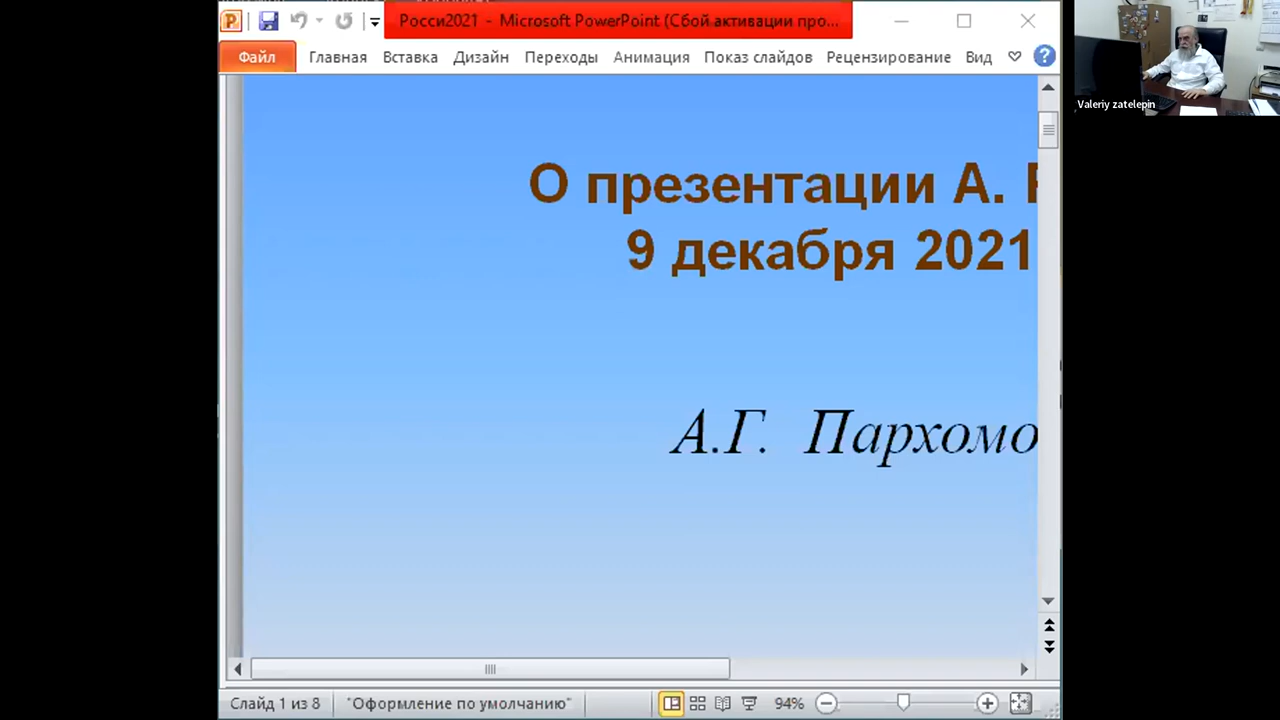 Росси2021 - Microsoft PowerPoint (Сбой активации про...
Файл Главная Вставка Дизайн Переходы Анимация Показ слайдов Рецензирование Вид
Valeriy zatelepin
О презентации А.
9 декабря 2021
А.Г. Пархомо
Слайд 1 из 8 "Оформление по умолчанию" 94%